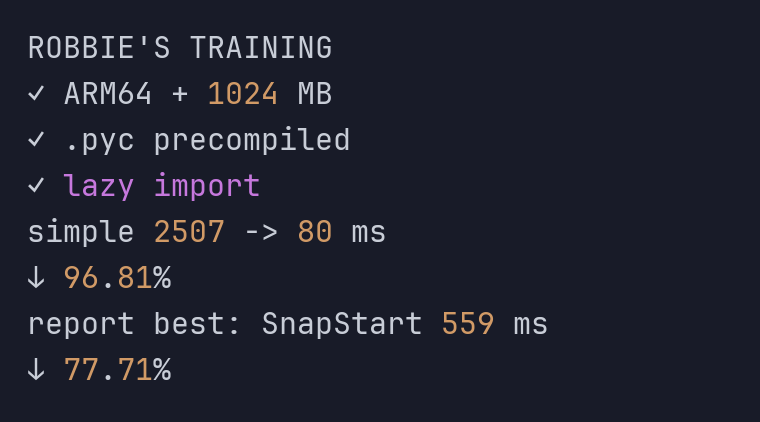 ROBBIE'S TRAINING
✓ ARM64 + 1024 MB
✓ .pyc precompiled
✓ lazy import
simple 2507 -> 80 ms
↓ 96.81%
report best: SnapStart 559 ms
↓ 77.71%